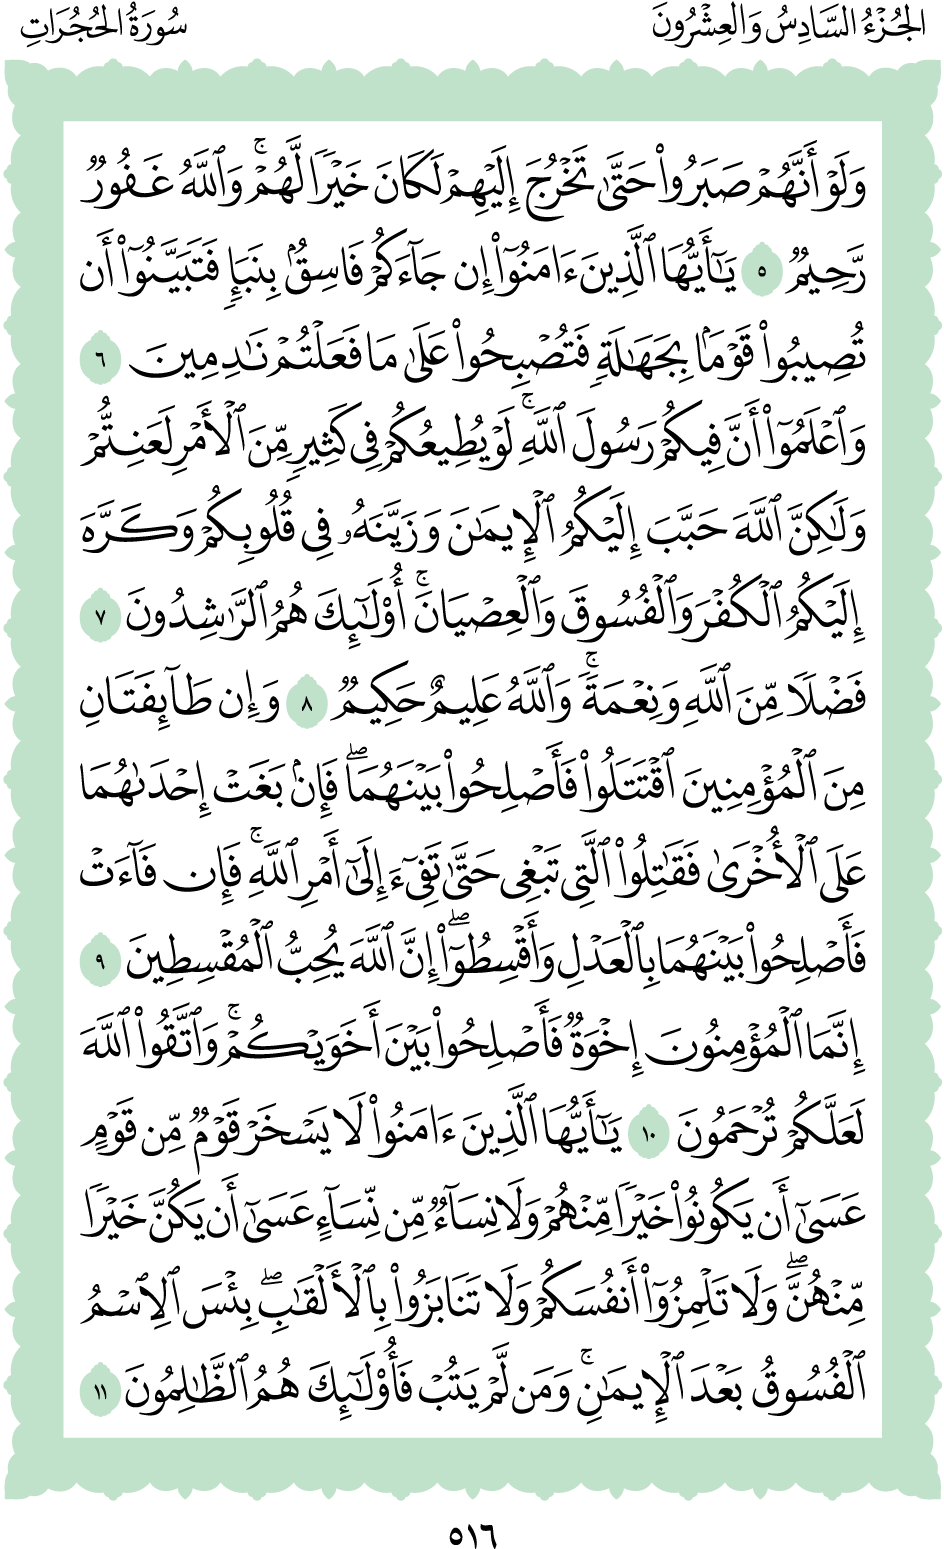 الجُزْءُ السَّادِسُ وَالْعِشْرُونَ
سُورَةُ الحُجُرَاتِ
وَلَوْ أَنَّهُمْ صَبَرُوا۟ حَتَّىٰ تَخْرُجَ إِلَيْهِمْ لَكَانَ خَيْرًا لَّهُمْ ۚ وَٱللَّهُ غَفُورٌ
رَّحِيمٌ ٥ يَـٰٓأَيُّهَا ٱلَّذِينَ ءَامَنُوٓا۟ إِن جَآءَكُمْ فَاسِقٌۢ بِنَبَإٍ فَتَبَيَّنُوٓا۟ أَن
تُصِيبُوا۟ قَوْمًۢا بِجَهَـٰلَةٍ فَتُصْبِحُوا۟ عَلَىٰ مَا فَعَلْتُمْ نَـٰدِمِينَ ٦
وَٱعْلَمُوٓا۟ أَنَّ فِيكُمْ رَسُولَ ٱللَّهِ ۚ لَوْ يُطِيعُكُمْ فِى كَثِيرٍ مِّنَ ٱلْأَمْرِ لَعَنِتُّمْ
وَلَـٰكِنَّ ٱللَّهَ حَبَّبَ إِلَيْكُمُ ٱلْإِيمَـٰنَ وَزَيَّنَهُۥ فِى قُلُوبِكُمْ وَكَرَّهَ
إِلَيْكُمُ ٱلْكُفْرَ وَٱلْفُسُوقَ وَٱلْعِصْيَانَ ۚ أُو۟لَـٰٓئِكَ هُمُ ٱلرَّٰشِدُونَ ٧
فَضْلًا مِّنَ ٱللَّهِ وَنِعْمَةً ۚ وَٱللَّهُ عَلِيمٌ حَكِيمٌ ٨ وَإِن طَآئِفَتَانِ
مِنَ ٱلْمُؤْمِنِينَ ٱقْتَتَلُوا۟ فَأَصْلِحُوا۟ بَيْنَهُمَا ۖ فَإِنۢ بَغَتْ إِحْدَىٰهُمَا
عَلَى ٱلْأُخْرَىٰ فَقَـٰتِلُوا۟ ٱلَّتِى تَبْغِى حَتَّىٰ تَفِىٓءَ إِلَىٰٓ أَمْرِ ٱللَّهِ ۚ فَإِن فَآءَتْ
فَأَصْلِحُوا۟ بَيْنَهُمَا بِٱلْعَدْلِ وَأَقْسِطُوٓا۟ ۖ إِنَّ ٱللَّهَ يُحِبُّ ٱلْمُقْسِطِينَ ٩
إِنَّمَا ٱلْمُؤْمِنُونَ إِخْوَةٌ فَأَصْلِحُوا۟ بَيْنَ أَخَوَيْكُمْ ۚ وَٱتَّقُوا۟ ٱللَّهَ
لَعَلَّكُمْ تُرْحَمُونَ ١٠ يَـٰٓأَيُّهَا ٱلَّذِينَ ءَامَنُوا۟ لَا يَسْخَرْ قَوْمٌ مِّن قَوْمٍ
عَسَىٰٓ أَن يَكُونُوا۟ خَيْرًا مِّنْهُمْ وَلَا نِسَآءٌ مِّن نِّسَآءٍ عَسَىٰٓ أَن يَكُنَّ خَيْرًا
مِّنْهُنَّ ۖ وَلَا تَلْمِزُوٓا۟ أَنفُسَكُمْ وَلَا تَنَابَزُوا۟ بِٱلْأَلْقَـٰبِ ۖ بِئْسَ ٱلِٱسْمُ
ٱلْفُسُوقُ بَعْدَ ٱلْإِيمَـٰنِ ۚ وَمَن لَّمْ يَتُبْ فَأُو۟لَـٰٓئِكَ هُمُ ٱلظَّـٰلِمُونَ ١١
٥١٦